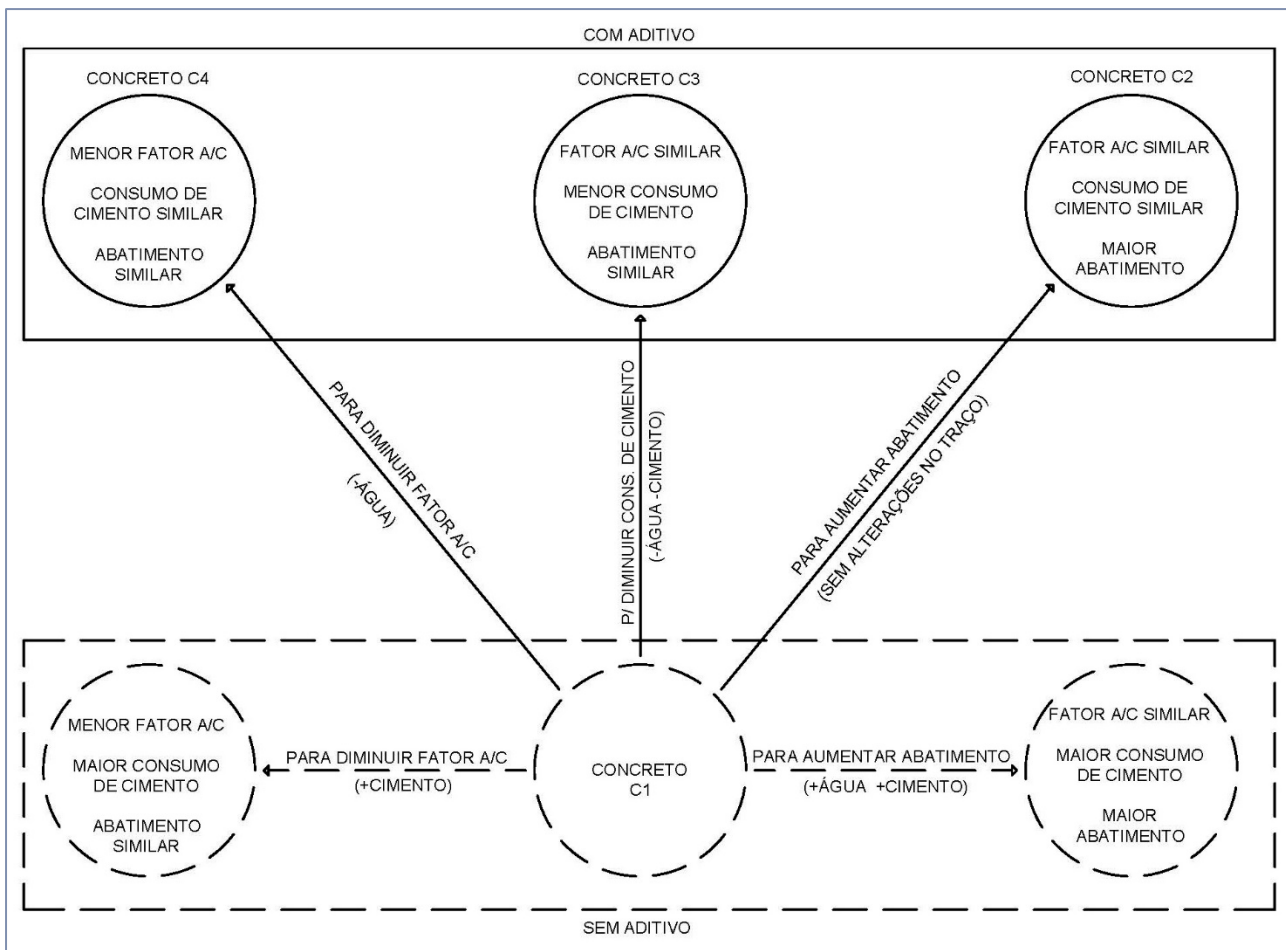 COM ADITIVO
CONCRETO C4
MENOR FATOR A/C
CONSUMO DE
CIMENTO SIMILAR
ABATIMENTO
SIMILAR
CONCRETO C3
FATOR A/C SIMILAR
MENOR CONSUMO
DE CIMENTO
ABATIMENTO
SIMILAR
CONCRETO C2
FATOR A/C SIMILAR
CONSUMO DE
CIMENTO SIMILAR
MAIOR
ABATIMENTO
PARA DIMINUIR FATOR A/C
(-ÁGUA)
P/ DIMINUIR CONS. DE CIMENTO
(-ÁGUA -CIMENTO)
PARA AUMENTAR ABATIMENTO
(SEM ALTERAÇÕES NO TRAÇO)
MENOR FATOR A/C
MAIOR CONSUMO
DE CIMENTO
ABATIMENTO
SIMILAR
PARA DIMINUIR FATOR A/C
(+CIMENTO)
CONCRETO
C1
PARA AUMENTAR ABATIMENTO
(+ÁGUA +CIMENTO)
FATOR A/C SIMILAR
MAIOR CONSUMO
DE CIMENTO
MAIOR
ABATIMENTO
SEM ADITIVO